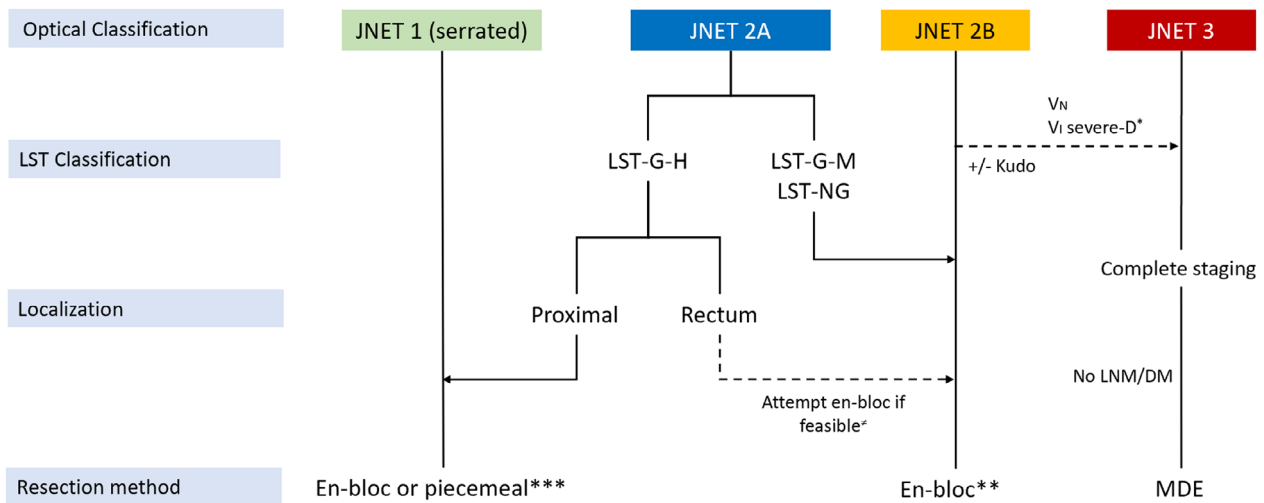 Optical Classification
JNET 1 (serrated)
JNET 2A
JNET 2B
JNET 3
VN
VI severe-D*
+/- Kudo
LST Classification
LST-G-H
LST-G-M
LST-NG
Complete staging
Localization
Proximal
Rectum
No LNM/DM
Attempt en-bloc if
feasible≠
Resection method
En-bloc or piecemeal***
En-bloc**
MDE